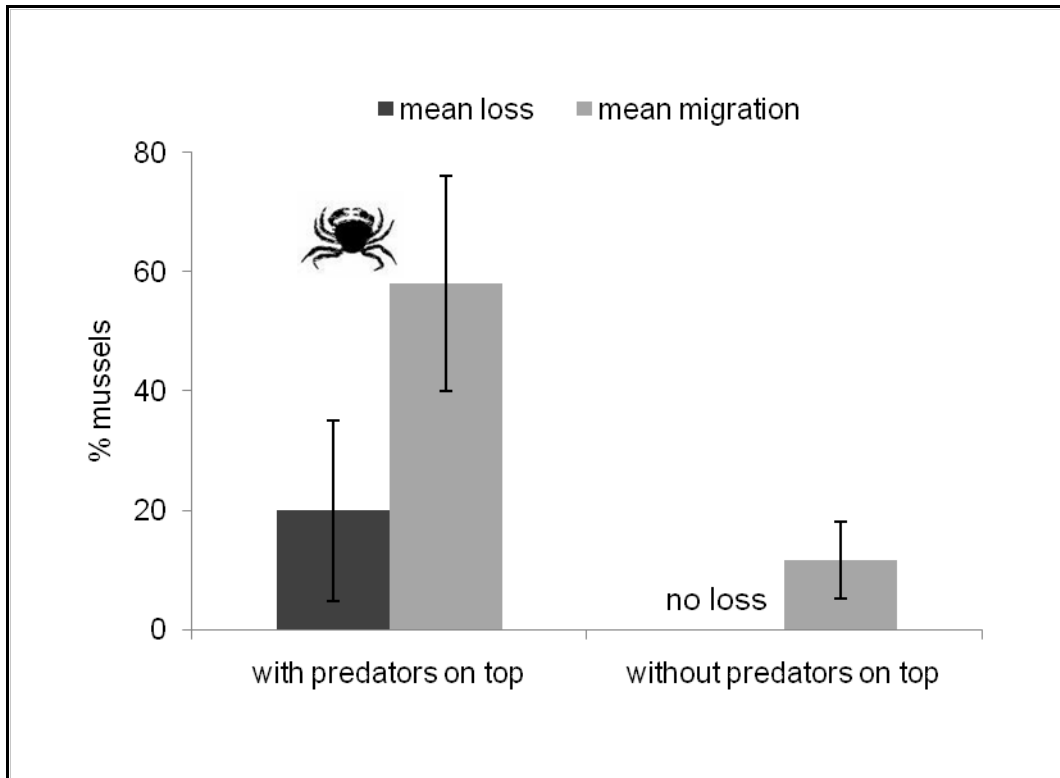 mean loss mean migration
80
60
40
20
0
% mussels
no loss
with predators on top without predators on top